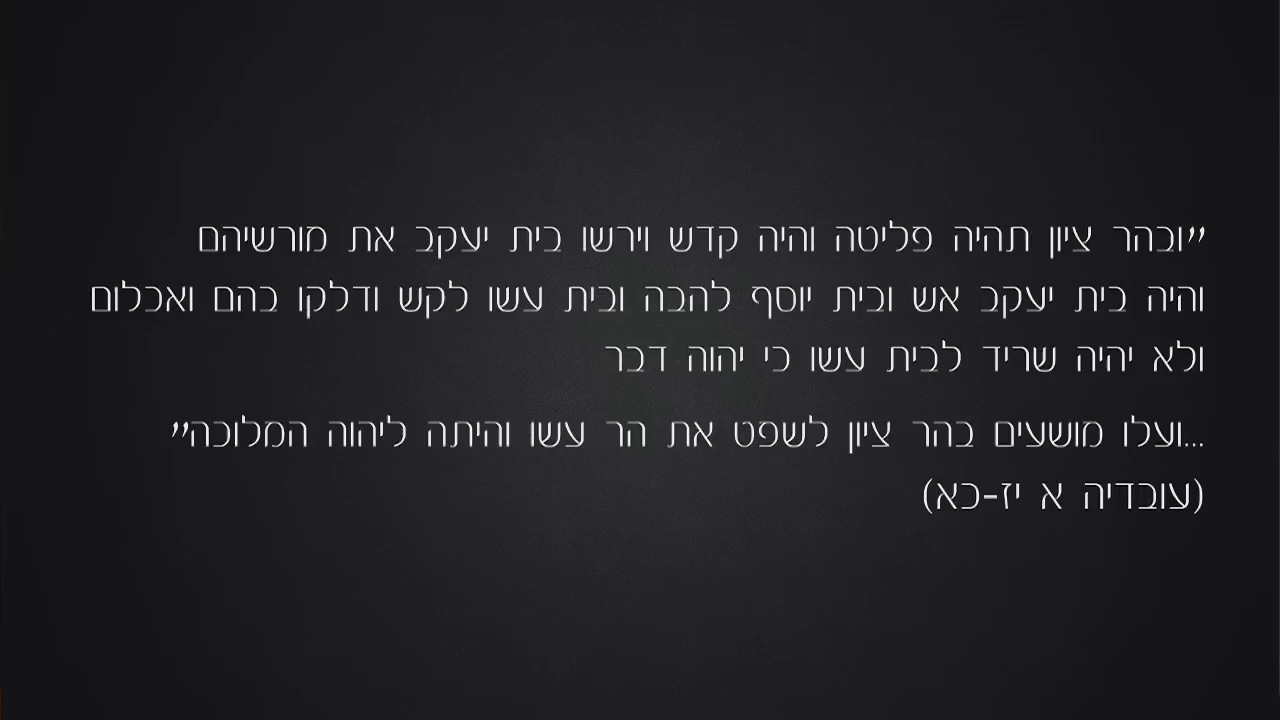 "ובהר ציון תהיה פליטה והיה קדש וירשו בית יעקב את מורשיהם
והיה בית יעקב אש ובית יוסף להבה ובית עשו לקש ודלקו בהם ואכלום
ולא יהיה שריד לבית עשו כי יהוה דבר
...ועלו מושעים בהר ציון לשפט את הר עשו והיתה ליהוה המלוכה"
(עובדיה א יז-כא)